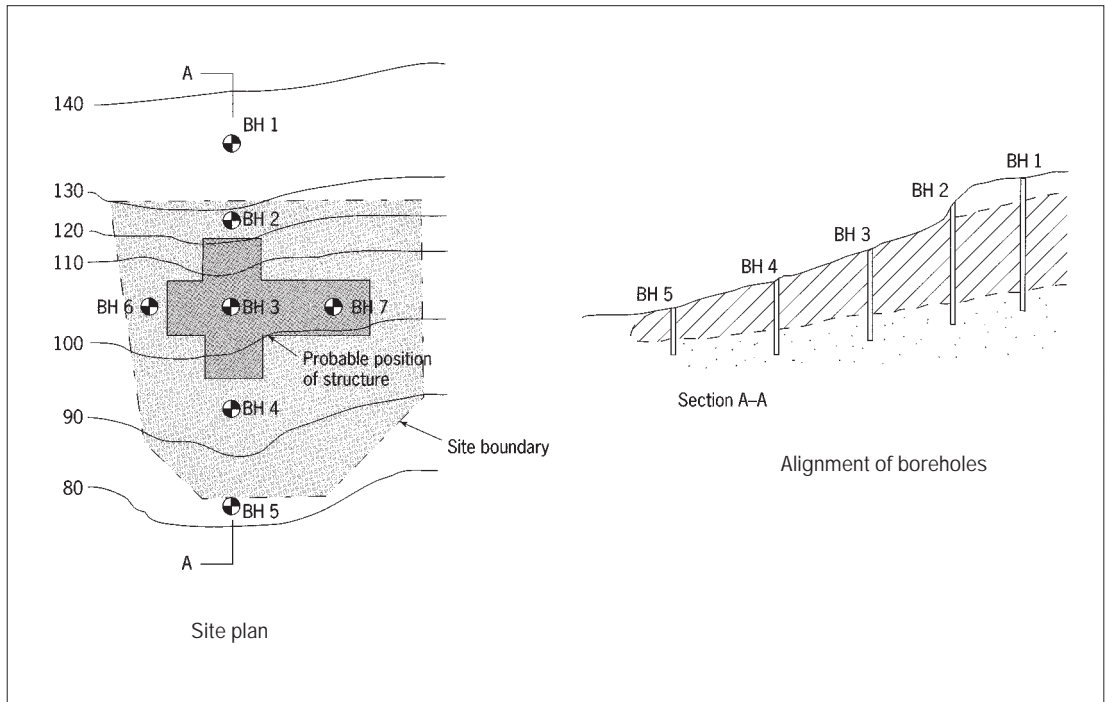 A
140
BH 1
130
BH 2
120
110
BH 6
BH 3
BH 7
100
Probable position
of structure
BH 4
90
Site boundary
80
BH 5
A
Site plan
BH 1
BH 2
BH 3
BH 4
BH 5
Section A–A
Alignment of boreholes